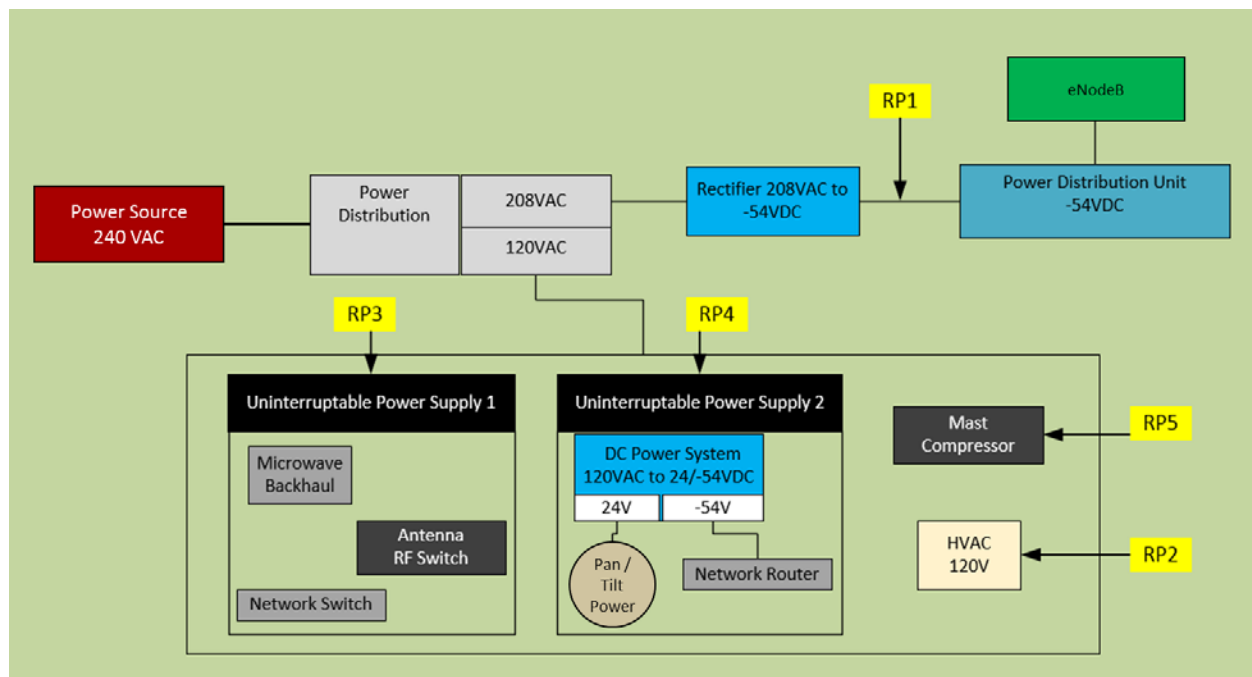 eNodeB
RP1
Power Source
240 VAC
Power
Distribution
208VAC
120VAC
Rectifier 208VAC to
-54VDC
Power Distribution Unit
-54VDC
RP3
RP4
Uninterruptable Power Supply 1
Microwave
Backhaul
Antenna
RF Switch
Network Switch
Uninterruptable Power Supply 2
DC Power System
120VAC to 24/-54VDC
24V
-54V
Pan /
Tilt
Power
Network Router
Mast
Compressor
RP5
HVAC
120V
RP2